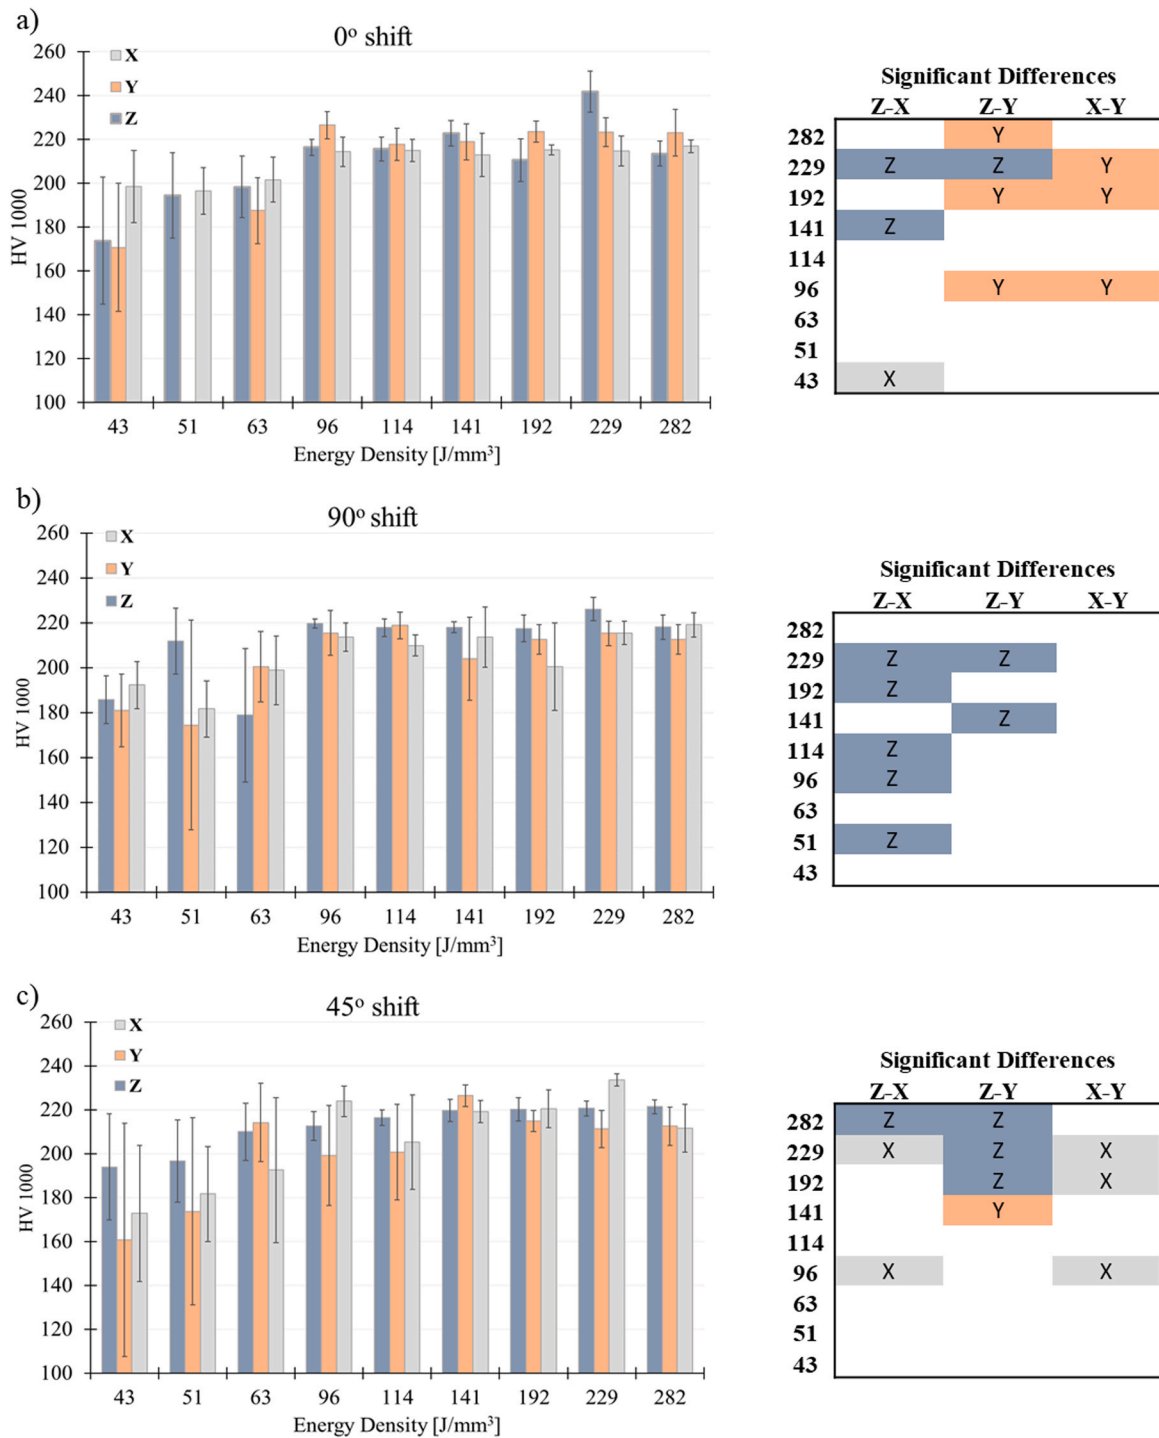 a)
0° shift
X
Y
Z
260
240
220
200
180
160
140
120
100
HV 1000
43 51 63 96 114 141 192 229 282
Energy Density [J/mm³]
Significant Differences
Z-X Z-Y X-Y
282 Y
229 Z Z Y
192 Y Y
141 Z
114
96 Y Y
63
51
43 X
b)
90° shift
X
Y
Z
260
240
220
200
180
160
140
120
100
HV 1000
43 51 63 96 114 141 192 229 282
Energy Density [J/mm³]
Significant Differences
Z-X Z-Y X-Y
282
229 Z Z
192 Z
141 Z
114 Z
96 Z
63
51 Z
43
c)
45° shift
X
Y
Z
260
240
220
200
180
160
140
120
100
HV 1000
43 51 63 96 114 141 192 229 282
Energy Density [J/mm³]
Significant Differences
Z-X Z-Y X-Y
282 Z Z
229 X Z X
192 Z X
141 Y
114
96 X X
63
51
43